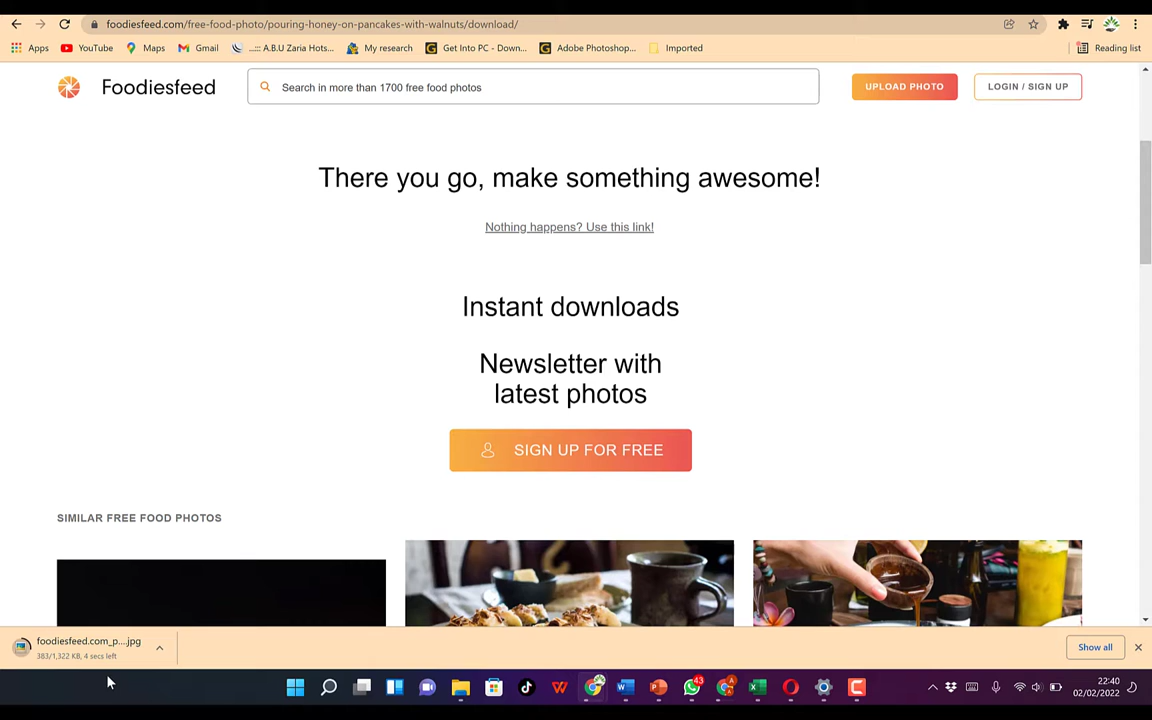 foodiesfeed.com/free-food-photo/pouring-honey-on-pancakes-with-walnuts/download/
Apps YouTube Maps Gmail ..::: A.B.U Zaria Hots... My research Get Into PC - Down... Adobe Photoshop... Imported Reading list
Foodiesfeed Search in more than 1700 free food photos UPLOAD PHOTO LOGIN / SIGN UP
There you go, make something awesome!
Nothing happens? Use this link!
Instant downloads
Newsletter with
latest photos
SIGN UP FOR FREE
SIMILAR FREE FOOD PHOTOS
foodiesfeed.com_p....jpg
383/1,322 KB, 4 secs left
Show all
43
22:40
02/02/2022